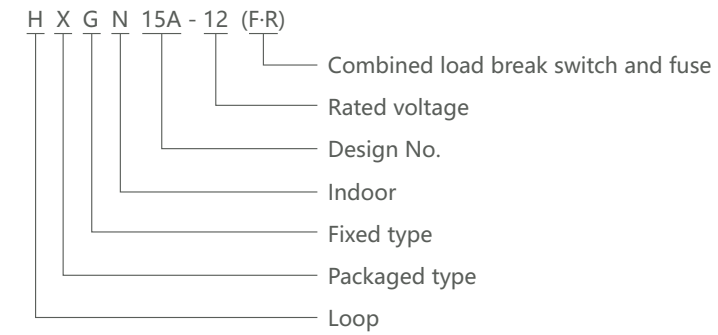 H X G N 15A - 12 (F·R)
Combined load break switch and fuse
Rated voltage
Design No.
Indoor
Fixed type
Packaged type
Loop